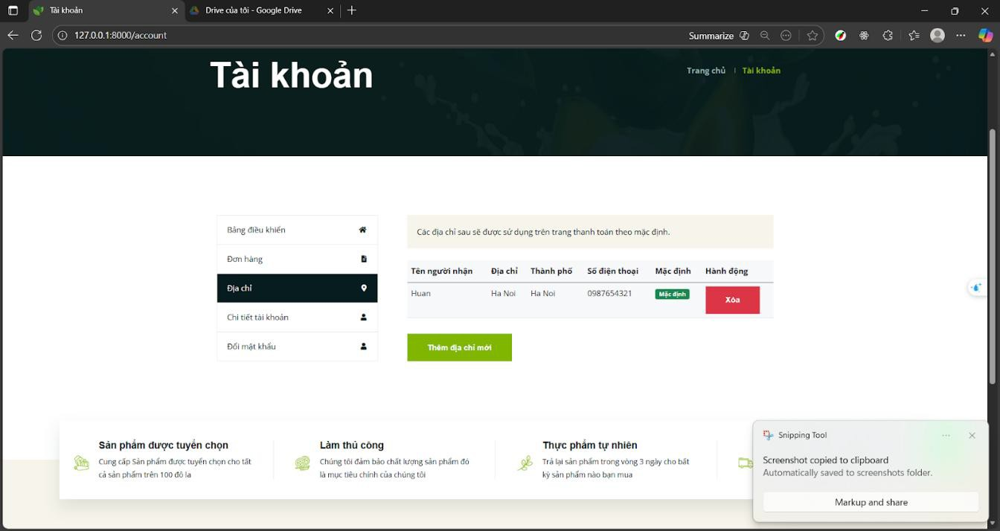 Tài khoản
Drive của tôi - Google Drive
127.0.0.1:8000/account
Summarize
Tài khoản
Trang chủ
Tài khoản
Bảng điều khiển
Đơn hàng
Địa chỉ
Chi tiết tài khoản
Đổi mật khẩu
Các địa chỉ sau sẽ được sử dụng trên trang thanh toán theo mặc định.
Tên người nhận Địa chỉ Thành phố Số điện thoại Mặc định Hành động
Huan Ha Noi Ha Noi 0987654321 Mặc định Xóa
Thêm địa chỉ mới
Sản phẩm được tuyển chọn
Cung cấp Sản phẩm được tuyển chọn cho tất
cả sản phẩm trên 100 đô la
Làm thủ công
Chúng tôi đảm bảo chất lượng sản phẩm đó
là mục tiêu chính của chúng tôi
Thực phẩm tự nhiên
Trả lại sản phẩm trong vòng 3 ngày cho bất
kỳ sản phẩm nào bạn mua
Snipping Tool
Screenshot copied to clipboard
Automatically saved to screenshots folder.
Markup and share